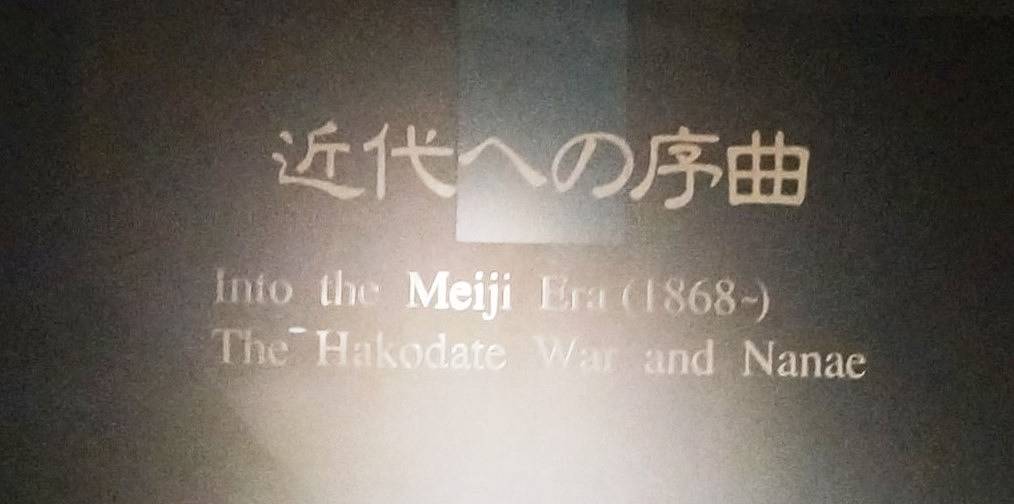 近代への序曲
Into the Meiji Era (1868~)
The Hakodate War and Nanae